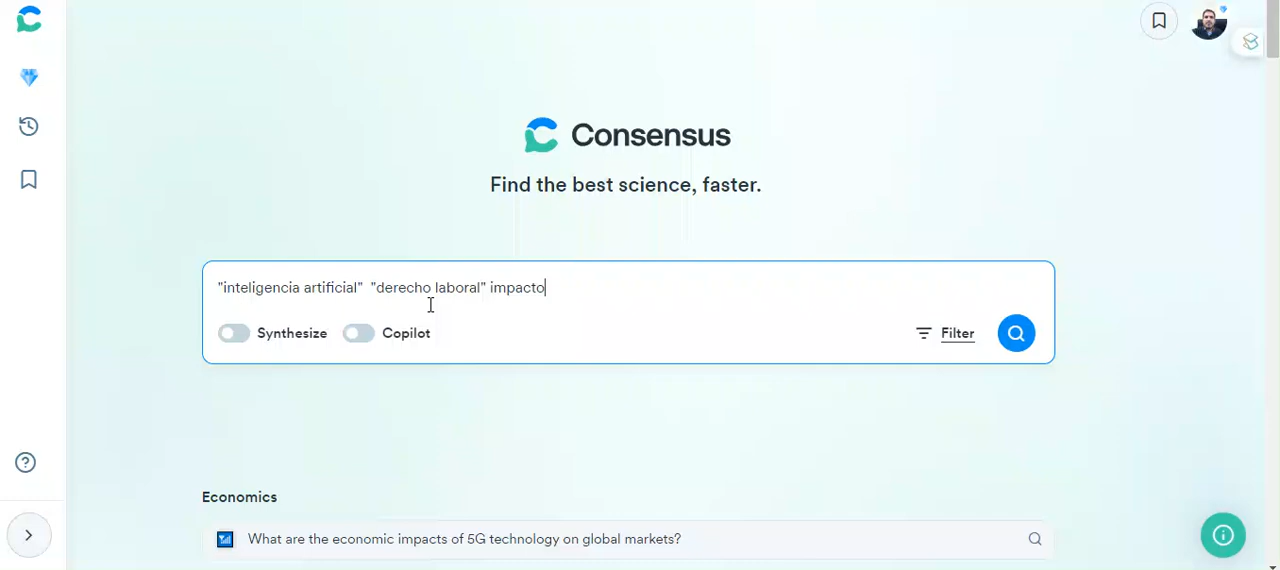 Consensus
Find the best science, faster.
"inteligencia artificial"  "derecho laboral" impacto
Synthesize Copilot Filter
Economics
What are the economic impacts of 5G technology on global markets?